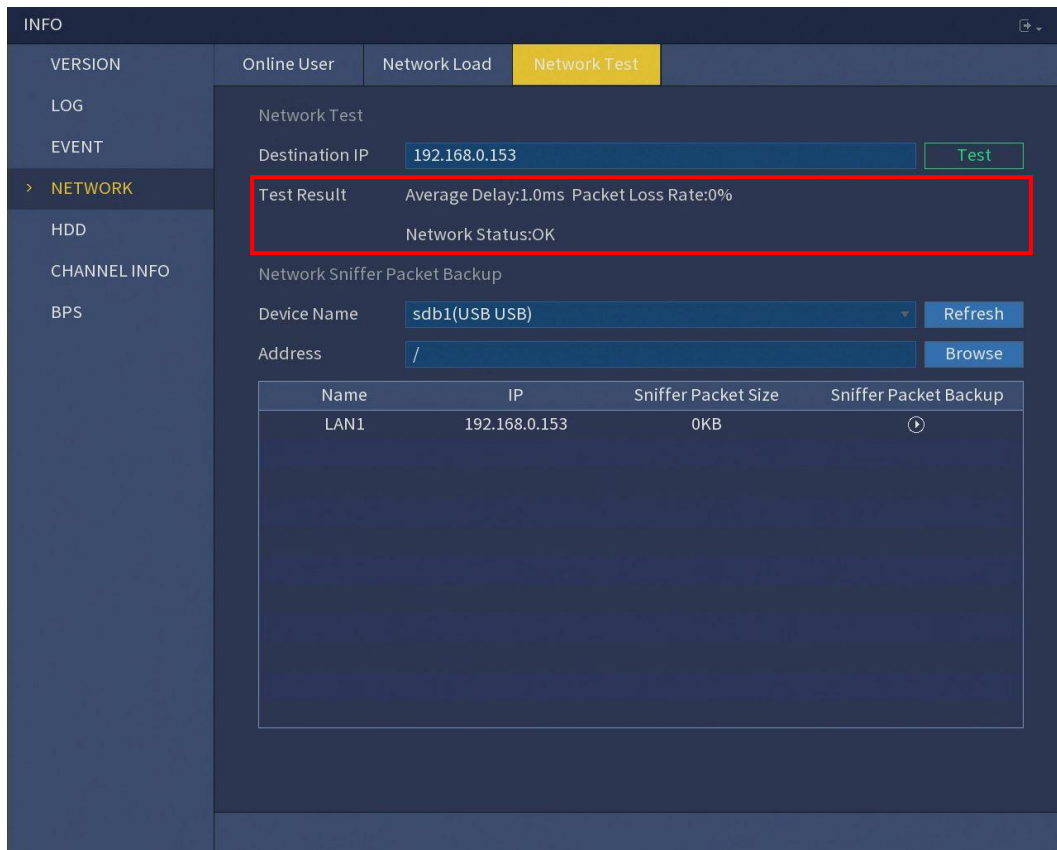 INFO
VERSION
LOG
EVENT
> NETWORK
HDD
CHANNEL INFO
BPS
Online User Network Load Network Test
Network Test
Destination IP 192.168.0.153 Test
Test Result Average Delay:1.0ms Packet Loss Rate:0%
Network Status:OK
Network Sniffer Packet Backup
Device Name sdb1(USB USB) Refresh
Address / Browse
Name IP Sniffer Packet Size Sniffer Packet Backup
LAN1 192.168.0.153 0KB